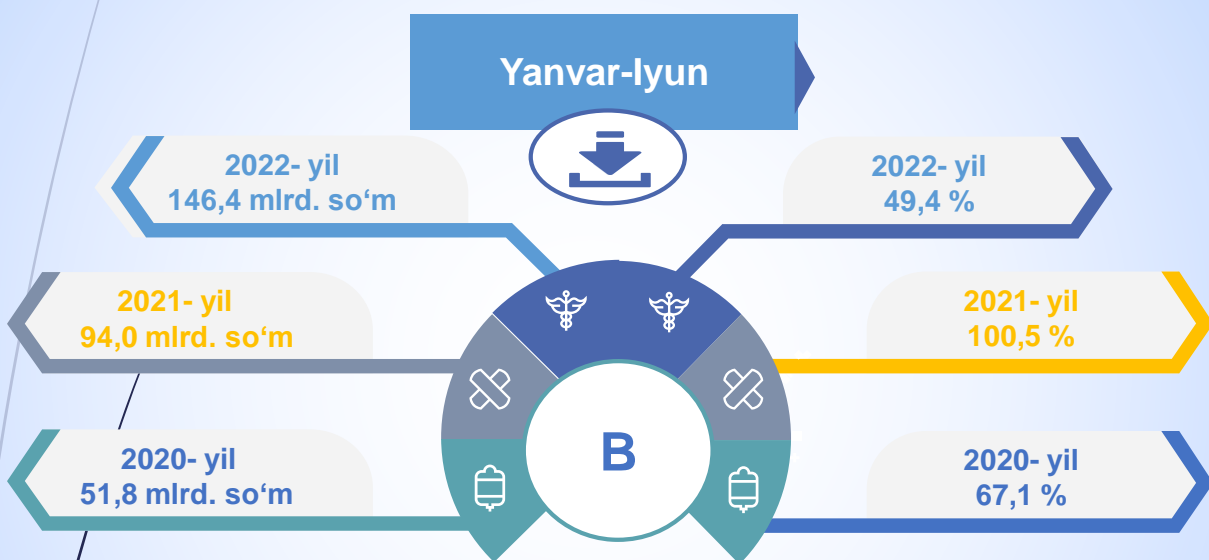 Yanvar-Iyun
2022- yil
146,4 mlrd. so‘m
2022- yil
49,4 %
2021- yil
94,0 mlrd. so‘m
2021- yil
100,5 %
2020- yil
51,8 mlrd. so‘m
2020- yil
67,1 %
B